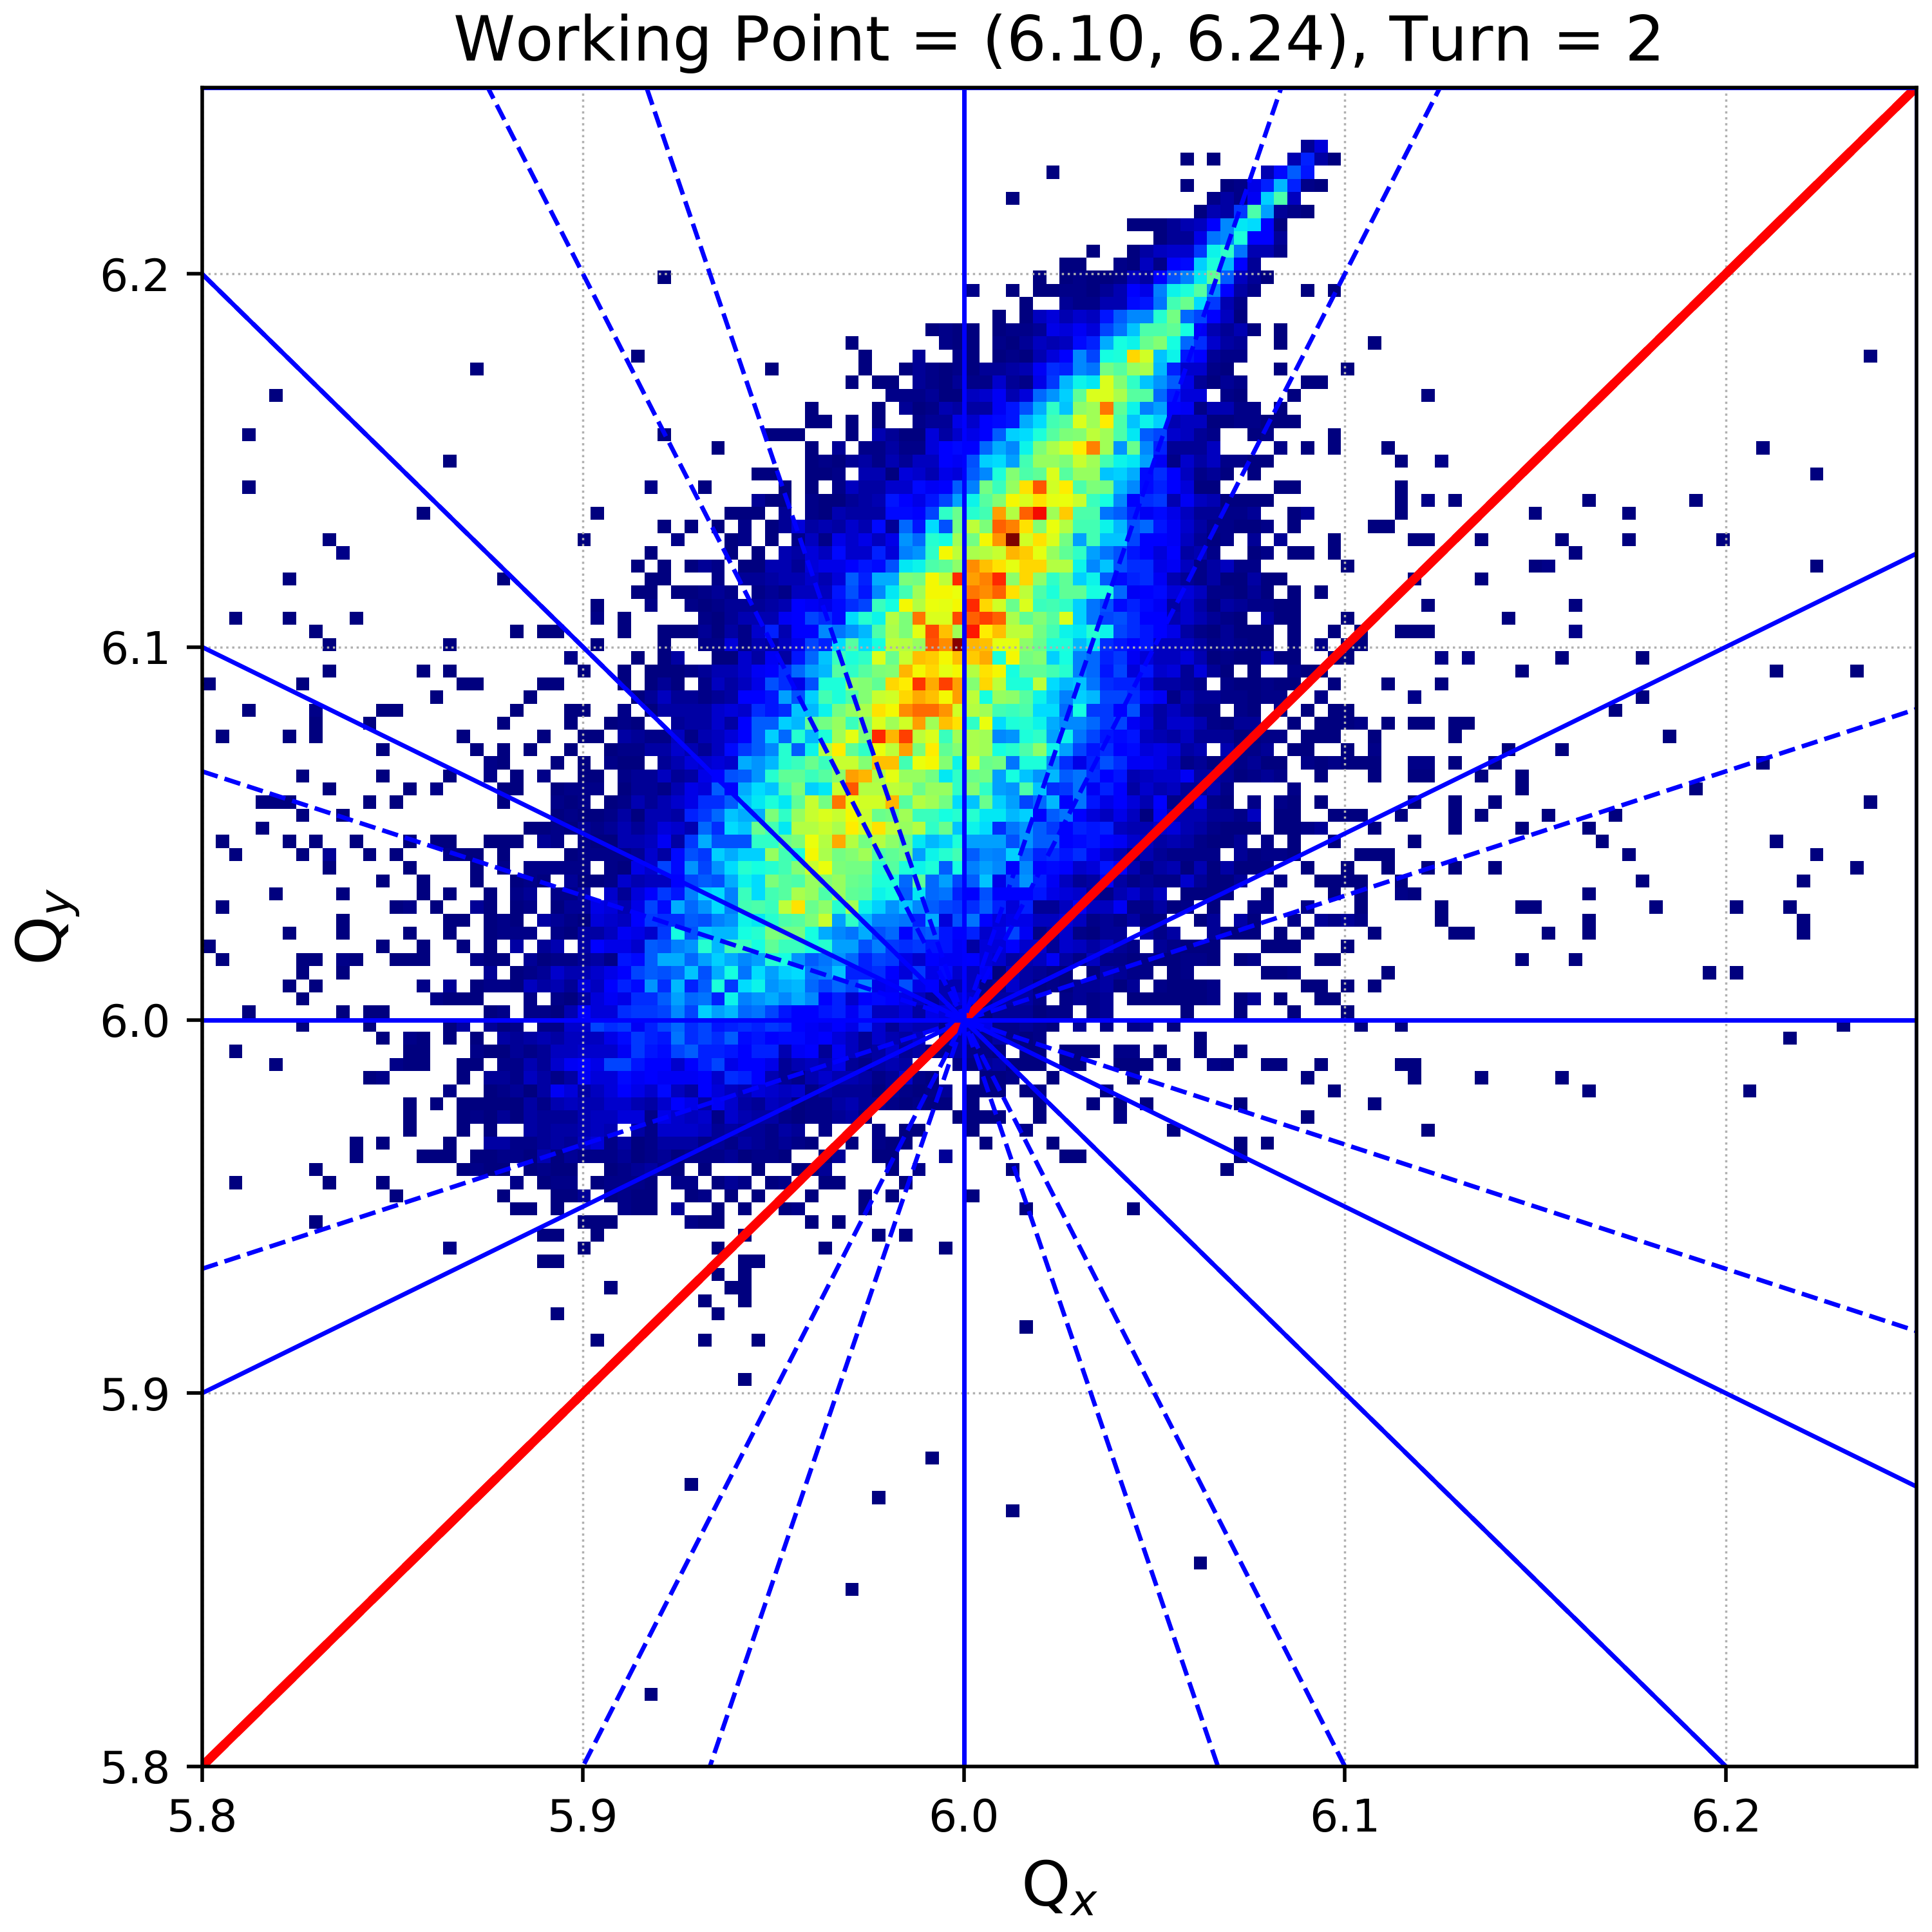 Working Point = (6.10, 6.24), Turn = 2
6.2
6.1
6.0
5.9
5.8
Qy
5.8 5.9 6.0 6.1 6.2
Qx